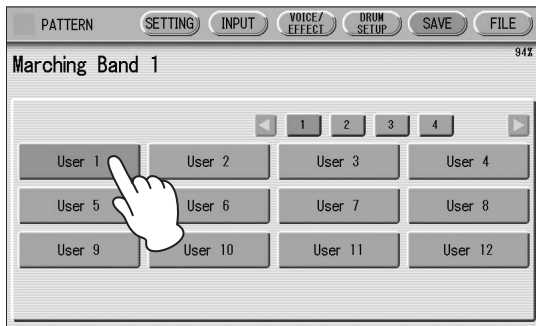 PATTERN SETTING INPUT VOICE/ EFFECT DRUM SETUP SAVE FILE
94%
Marching Band 1
1 2 3 4
User 1 User 2 User 3 User 4
User 5 User 6 User 7 User 8
User 9 User 10 User 11 User 12